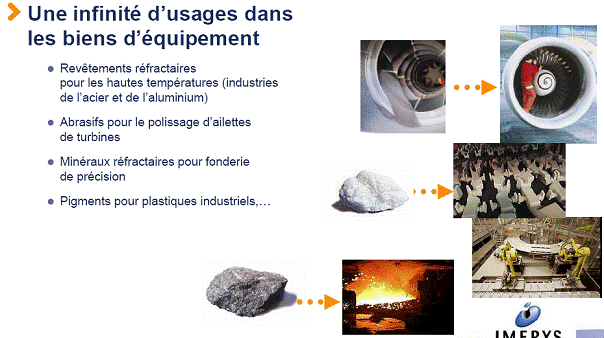 Une infinité d’usages dans
les biens d’équipement
Revêtements réfractaires
pour les hautes températures (industries
de l’acier et de l’aluminium)
Abrasifs pour le polissage d’ailettes
de turbines
Minéraux réfractaires pour fonderie
de précision
Pigments pour plastiques industriels,…
IMERYS